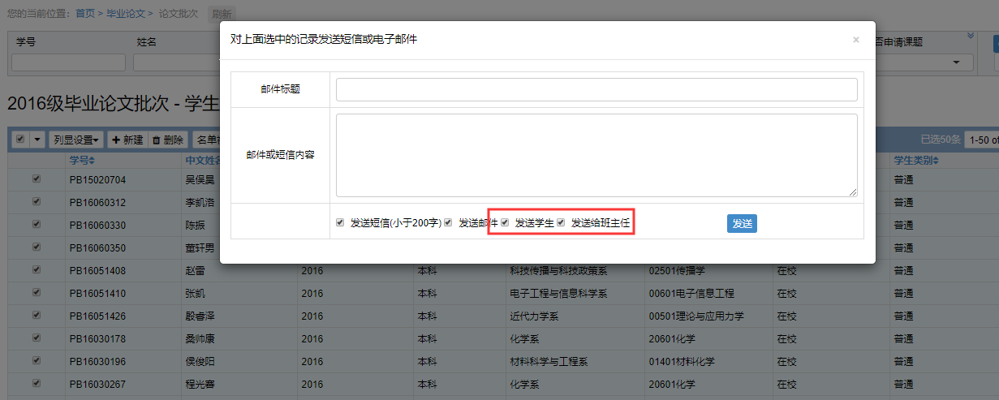 您的当前位置： 首页 > 毕业论文 > 论文批次 刷新
对上面选中的记录发送短信或电子邮件 ×
学号 姓名 否申请课题
邮件标题
2016级毕业论文批次 - 学生
邮件或短信内容
列显设置 新建 删除 名单 已选50条 1-50 of
学号 中文姓名 学生类别
PB15020704 吴俣昊 普通
PB16060312 李凯洛 普通
PB16060330 陈振 普通
发送短信(小于200字) 发送邮件 发送学生 发送给班主任 发送
PB16060350 董轩男 普通
PB16051408 赵雷 2016 本科 科技传播与科技政策系 02501传播学 在校 普通
PB16051410 张凯 2016 本科 电子工程与信息科学系 00601电子信息工程 在校 普通
PB16051426 殷睿泽 2016 本科 近代力学系 00501理论与应用力学 在校 普通
PB16030178 桑帅康 2016 本科 化学系 20601化学 在校 普通
PB16030196 侯俊阳 2016 本科 材料科学与工程系 01401材料化学 在校 普通
PB16030267 程光 2016 本科 化学系 20601化学 在校 普通